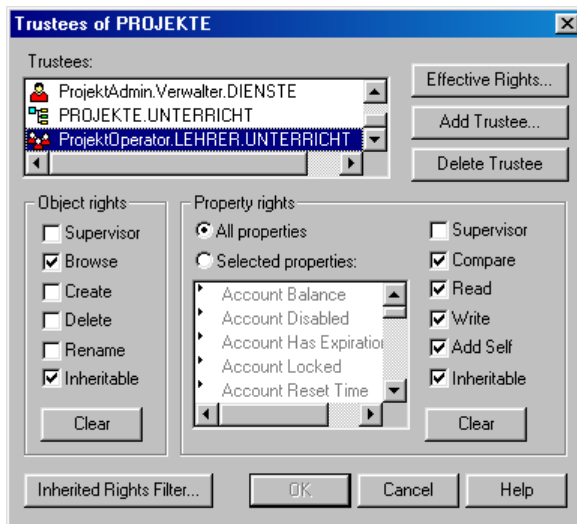 Trustees of PROJEKTE
Trustees:
ProjektAdmin.Verwalter.DIENSTE
PROJEKTE.UNTERRICHT
ProjektOperator.LEHRER.UNTERRICHT
Effective Rights...
Add Trustee...
Delete Trustee
Object rights
Supervisor
Browse
Create
Delete
Rename
Inheritable
Clear
Property rights
All properties
Selected properties:
Account Balance
Account Disabled
Account Has Expiration
Account Locked
Account Reset Time
Supervisor
Compare
Read
Write
Add Self
Inheritable
Clear
Inherited Rights Filter...
OK
Cancel
Help